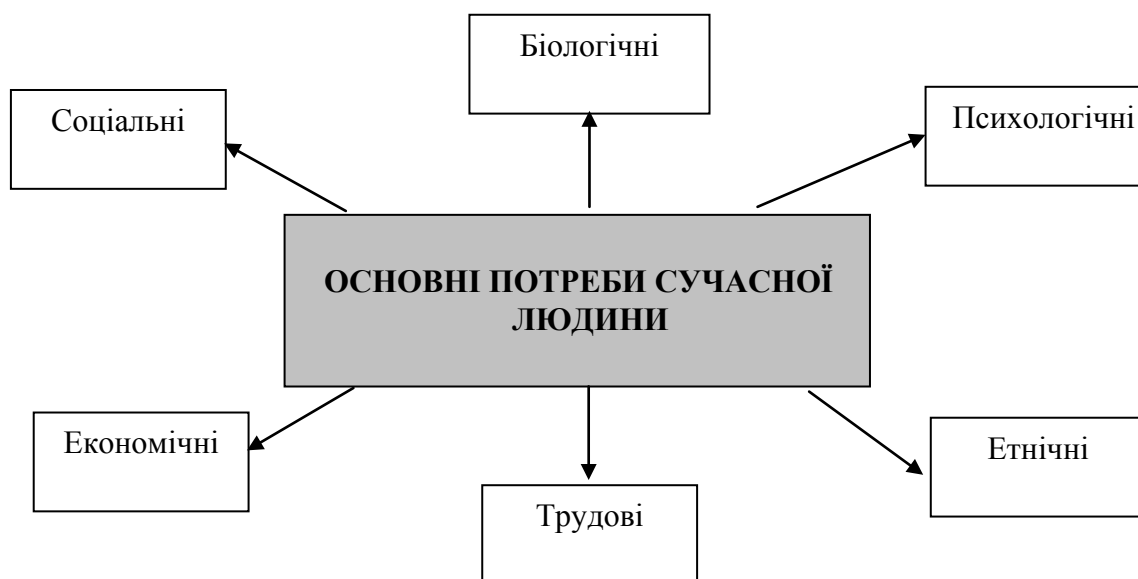 Біологічні
Соціальні
Психологічні
ОСНОВНІ ПОТРЕБИ СУЧАСНОЇ
ЛЮДИНИ
Економічні
Етнічні
Трудові